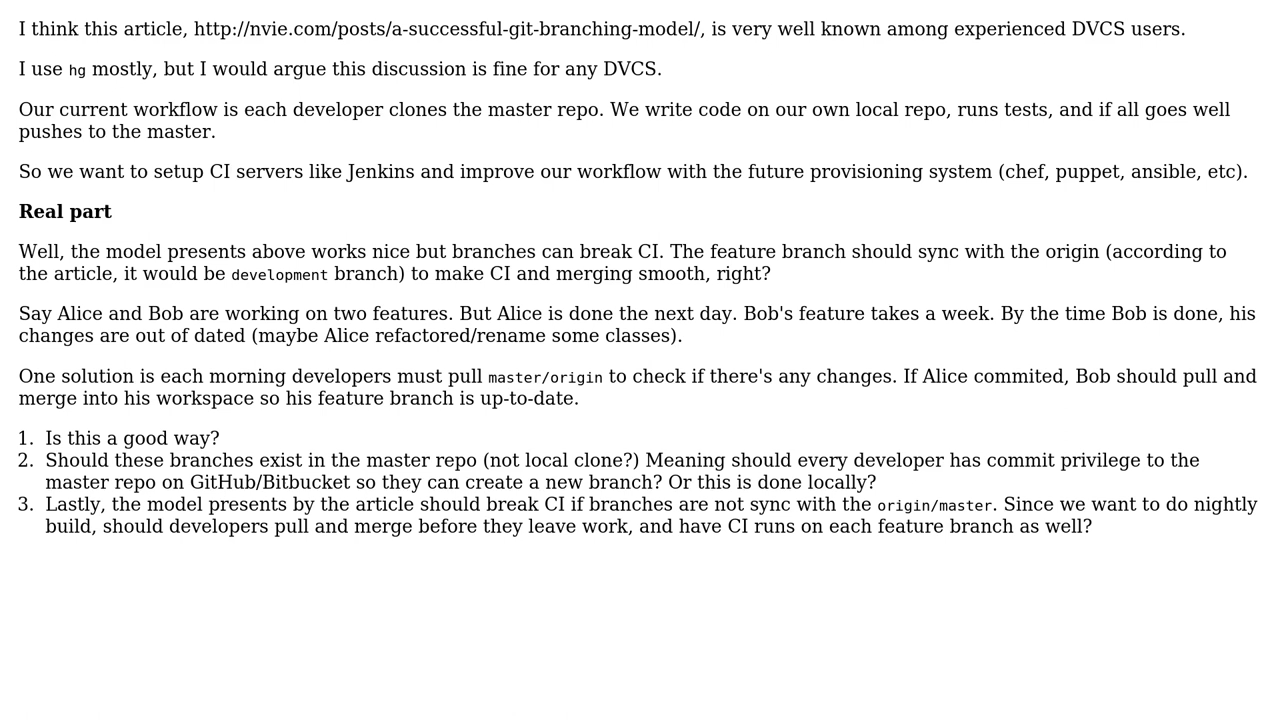 I think this article, http://nvie.com/posts/a-successful-git-branching-model/, is very well known among experienced DVCS users.
I use hg mostly, but I would argue this discussion is fine for any DVCS.
Our current workflow is each developer clones the master repo. We write code on our own local repo, runs tests, and if all goes well
pushes to the master.
So we want to setup CI servers like Jenkins and improve our workflow with the future provisioning system (chef, puppet, ansible, etc).
Real part
Well, the model presents above works nice but branches can break CI. The feature branch should sync with the origin (according to
the article, it would be development branch) to make CI and merging smooth, right?
Say Alice and Bob are working on two features. But Alice is done the next day. Bob's feature takes a week. By the time Bob is done, his
changes are out of dated (maybe Alice refactored/rename some classes).
One solution is each morning developers must pull master/origin to check if there's any changes. If Alice commited, Bob should pull and
merge into his workspace so his feature branch is up-to-date.
1. Is this a good way?
2. Should these branches exist in the master repo (not local clone?) Meaning should every developer has commit privilege to the
master repo on GitHub/Bitbucket so they can create a new branch? Or this is done locally?
3. Lastly, the model presents by the article should break CI if branches are not sync with the origin/master. Since we want to do nightly
build, should developers pull and merge before they leave work, and have CI runs on each feature branch as well?